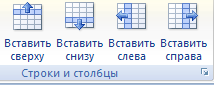 Вставить Вставить Вставить Вставить
сверху снизу слева справа
Строки и столбцы